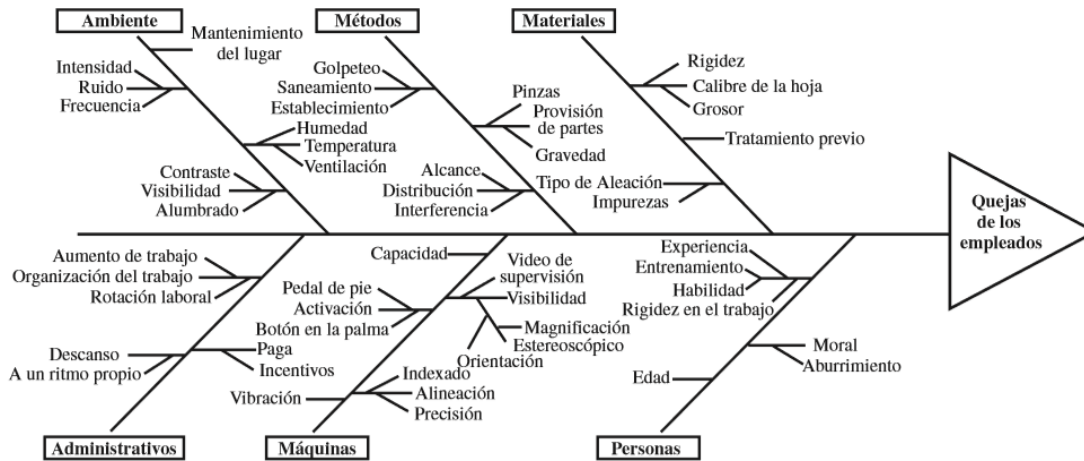 Ambiente
Métodos
Materiales
Mantenimiento
del lugar
Intensidad
Ruido
Frecuencia
Humedad
Temperatura
Ventilación
Contraste
Visibilidad
Alumbrado
Golpeteo
Saneamiento
Establecimiento
Pinzas
Provisión
de partes
Gravedad
Alcance
Distribución
Interferencia
Rigidez
Calibre de la hoja
Grosor
Tratamiento previo
Tipo de Aleación
Impurezas
Quejas
de los
empleados
Aumento de trabajo
Organización del trabajo
Rotación laboral
Descanso
A un ritmo propio
Paga
Incentivos
Capacidad
Video de
supervisión
Visibilidad
Magnificación
Estereoscópico
Orientación
Pedal de pie
Activación
Botón en la palma
Indexado
Alineación
Precisión
Vibración
Experiencia
Entrenamiento
Habilidad
Rigidez en el trabajo
Moral
Aburrimiento
Edad
Administrativos
Máquinas
Personas